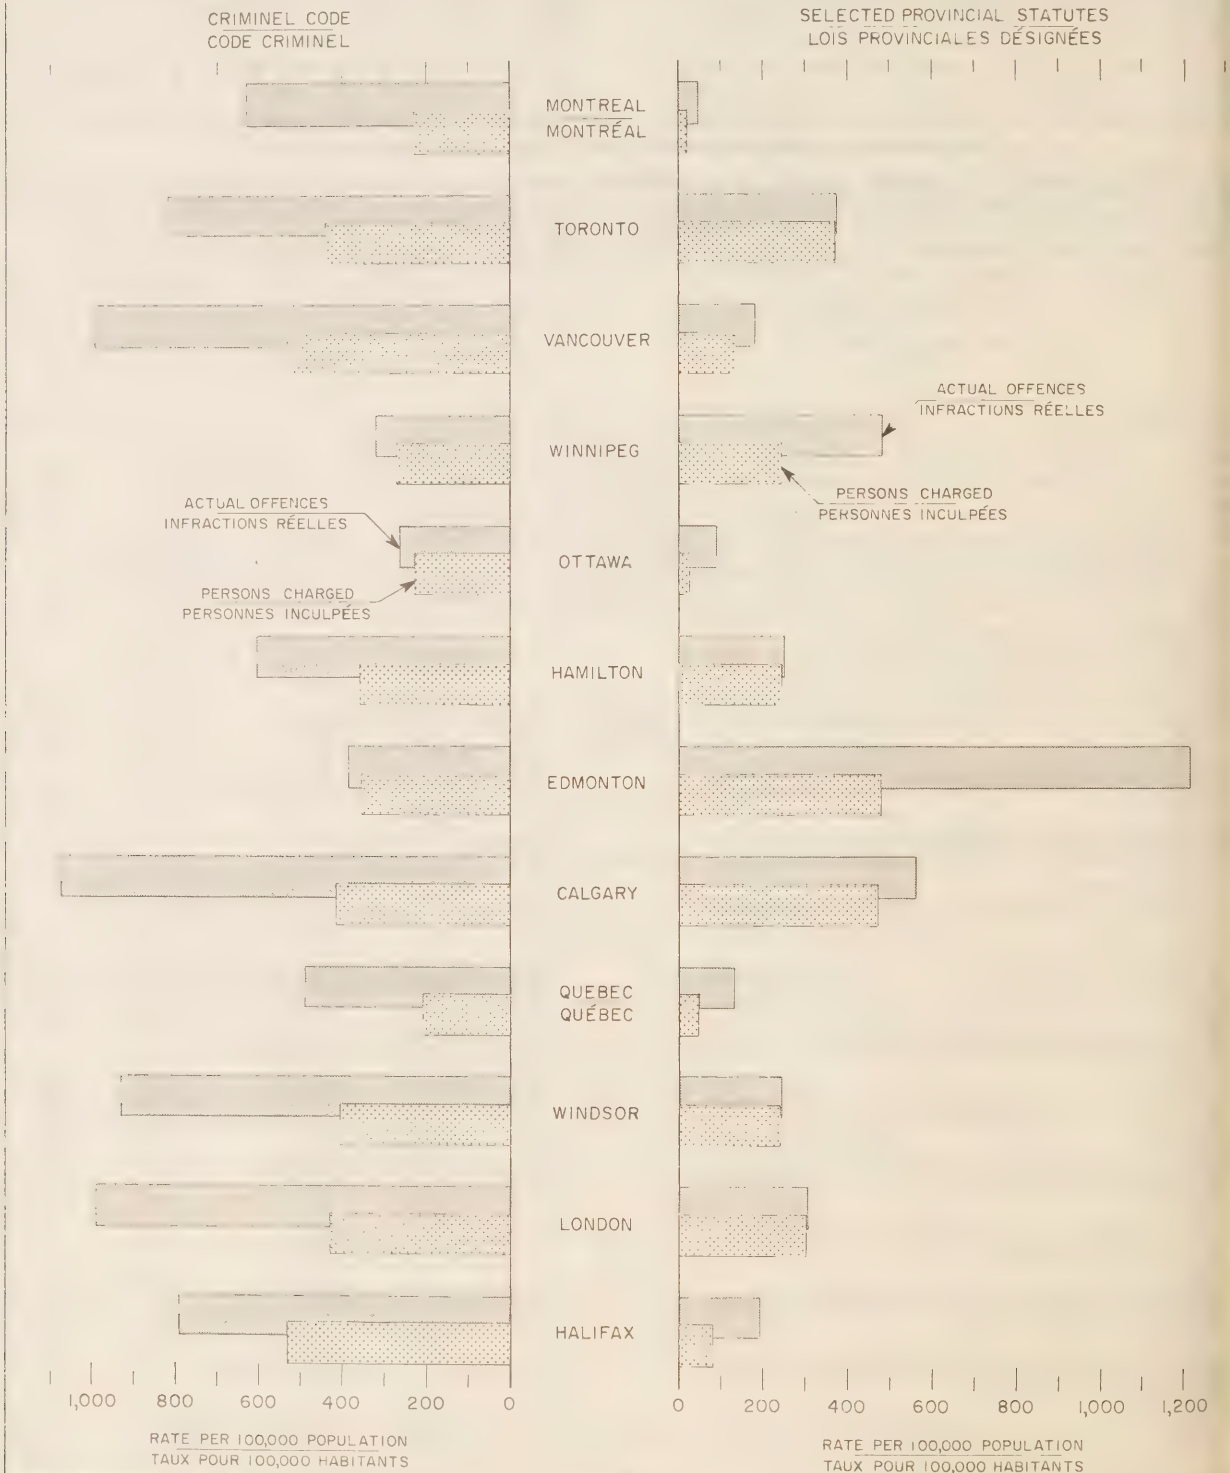 CRIMINEL CODE
CODE CRIMINEL
SELECTED PROVINCIAL STATUTES
LOIS PROVINCIALES DÉSIGNÉES
MONTREAL
MONTRÉAL
TORONTO
VANCOUVER
ACTUAL OFFENCES
INFRACTIONS RÉELLES
WINNIPEG
PERSONS CHARGED
PERSONNES INCULPÉES
ACTUAL OFFENCES
INFRACTIONS RÉELLES
OTTAWA
PERSONS CHARGED
PERSONNES INCULPÉES
HAMILTON
EDMONTON
CALGARY
QUEBEC
QUÉBEC
WINDSOR
LONDON
HALIFAX
1,000 800 600 400 200 0
0 200 400 600 800 1,000 1,200
RATE PER 100,000 POPULATION
TAUX POUR 100,000 HABITANTS
RATE PER 100,000 POPULATION
TAUX POUR 100,000 HABITANTS